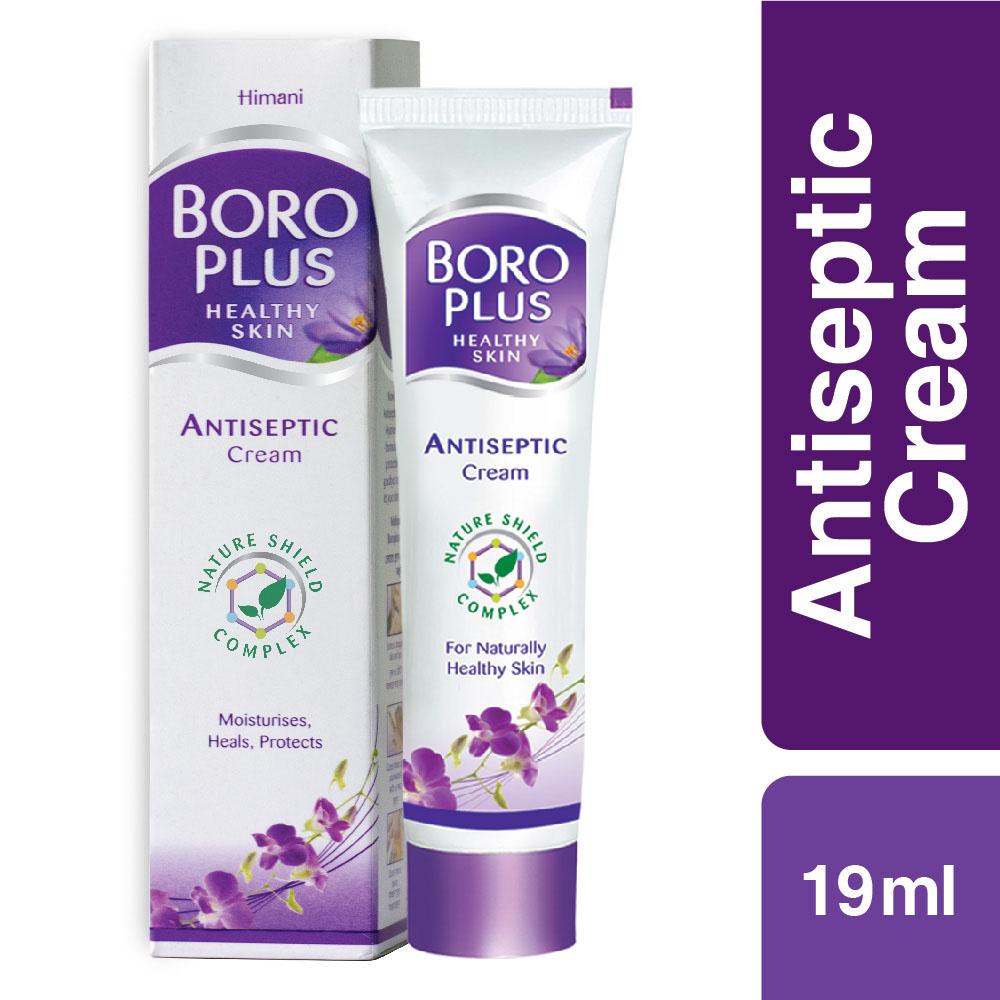 Himani
BORO
PLUS
HEALTHY
SKIN
ANTISEPTIC
Cream
NATURE SHIELD
COMPLEX
Moisturises,
Heals, Protects
BORO
PLUS
HEALTHY
SKIN
ANTISEPTIC
Cream
NATURE SHIELD
COMPLEX
For Naturally
Healthy Skin
Antiseptic
Cream
19ml